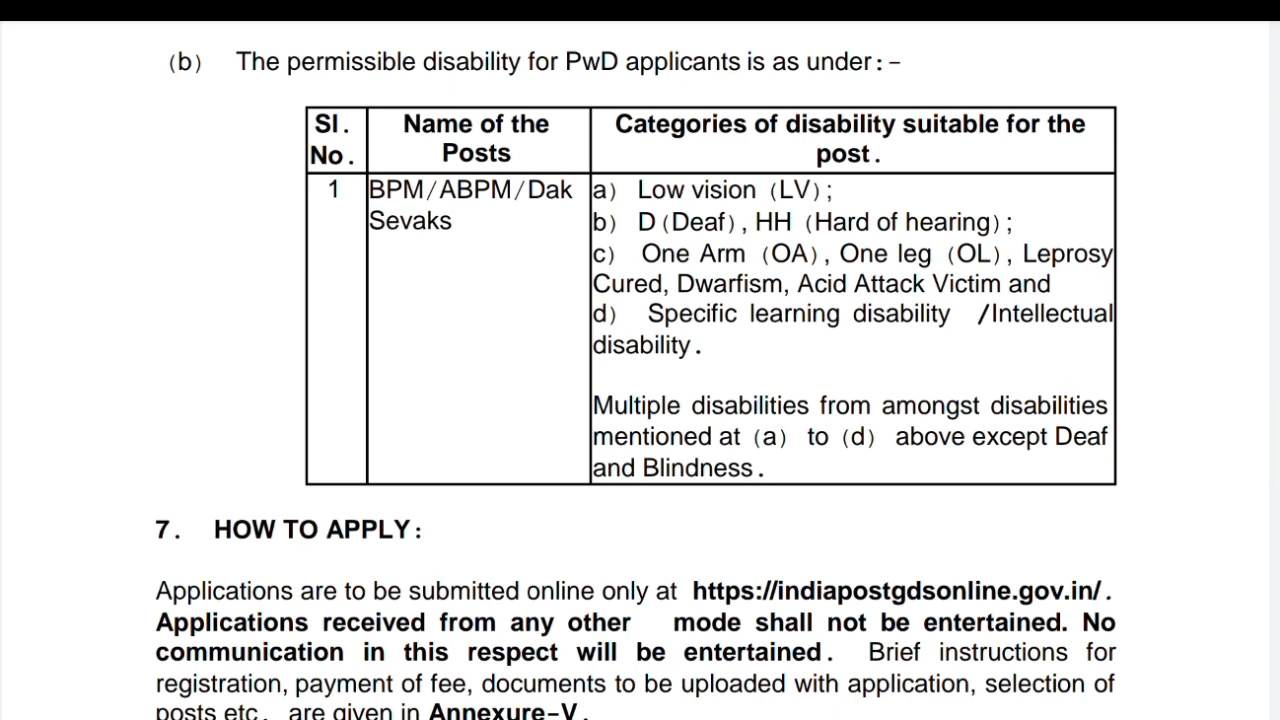 (b) The permissible disability for PwD applicants is as under:-
Sl. No.
Name of the Posts
Categories of disability suitable for the post.
1
BPM/ABPM/Dak Sevaks
a) Low vision (LV);
b) D(Deaf), HH (Hard of hearing);
c) One Arm (OA), One leg (OL), Leprosy
Cured, Dwarfism, Acid Attack Victim and
d) Specific learning disability /Intellectual
disability.
Multiple disabilities from amongst disabilities
mentioned at (a) to (d) above except Deaf
and Blindness.
7. HOW TO APPLY:
Applications are to be submitted online only at https://indiapostgdsonline.gov.in/.
Applications received from any other mode shall not be entertained. No
communication in this respect will be entertained. Brief instructions for
registration, payment of fee, documents to be uploaded with application, selection of
posts etc. are given in Annexure-V.